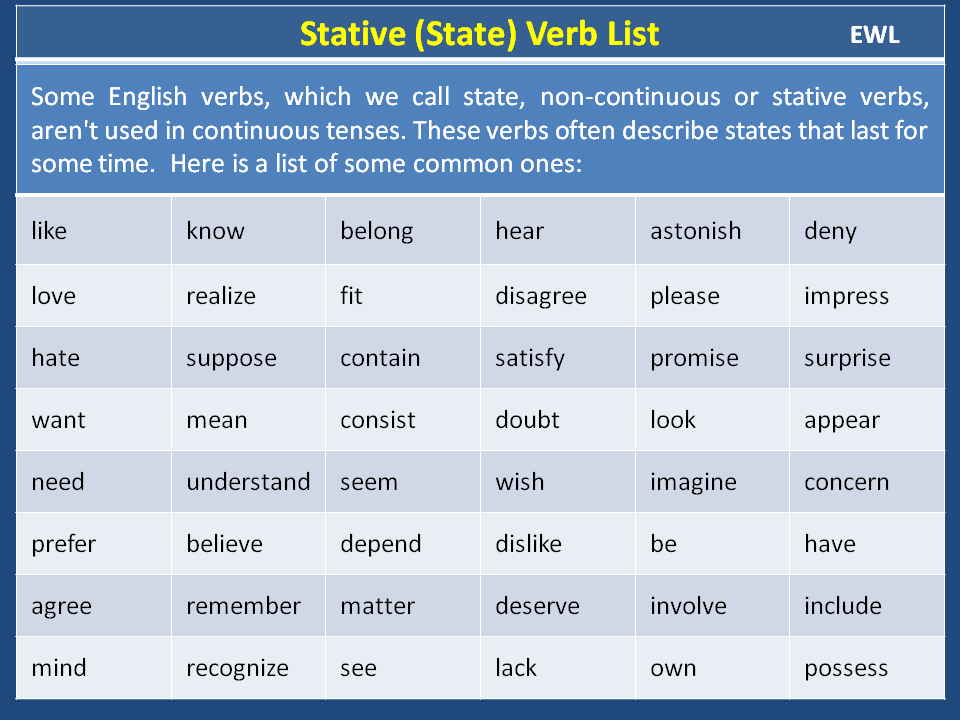 Stative (State) Verb List EWL
Some English verbs, which we call state, non-continuous or stative verbs,
aren't used in continuous tenses. These verbs often describe states that last for
some time. Here is a list of some common ones:
like know belong hear astonish deny
love realize fit disagree please impress
hate suppose contain satisfy promise surprise
want mean consist doubt look appear
need understand seem wish imagine concern
prefer believe depend dislike be have
agree remember matter deserve involve include
mind recognize see lack own possess